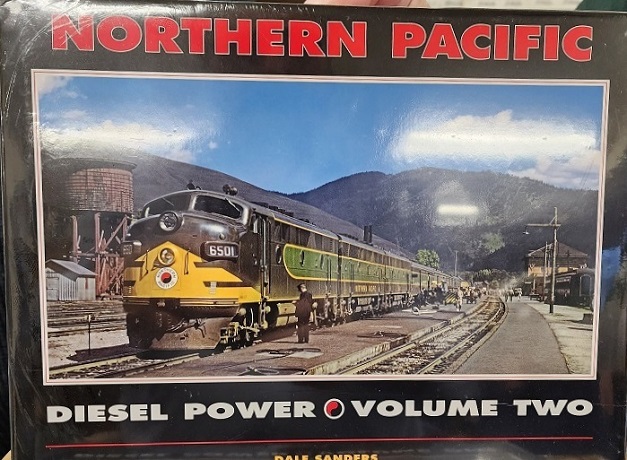 NORTHERN PACIFIC
6501
DIESEL POWER VOLUME TWO
DALE SANDERS